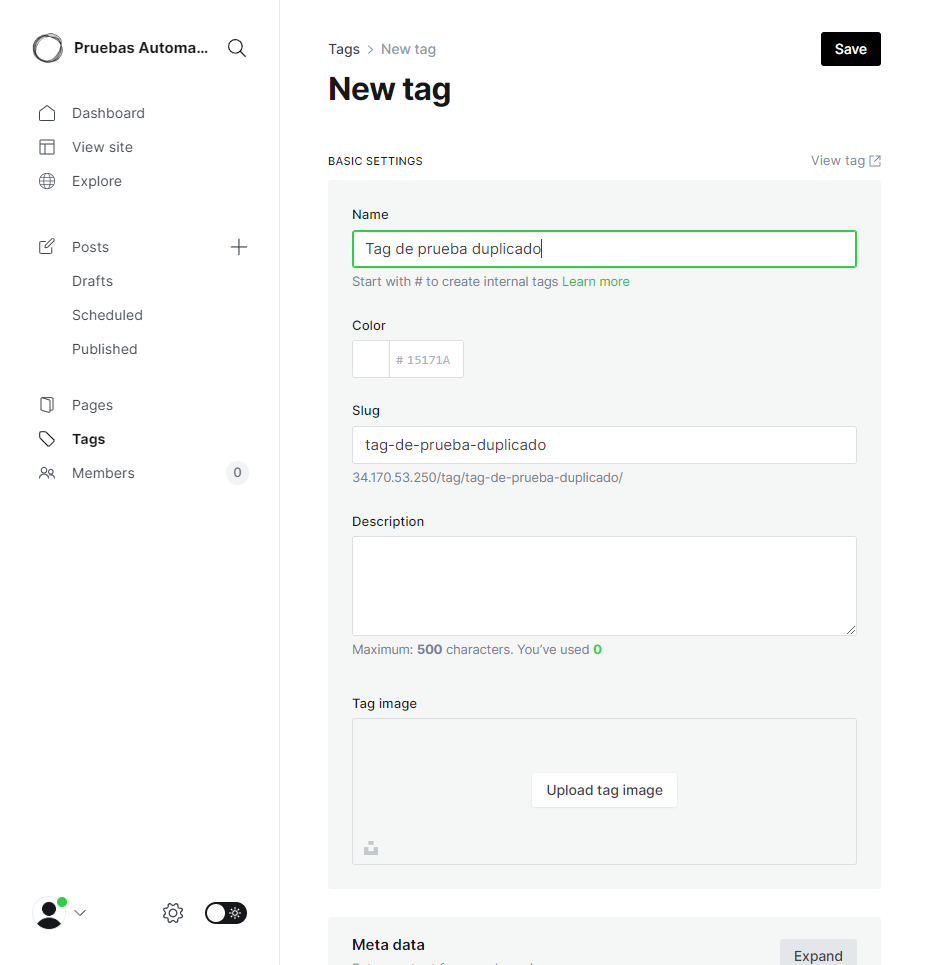 Pruebas Automa...
Dashboard
View site
Explore
Posts
Drafts
Scheduled
Published
Pages
Tags
Members 0
Tags > New tag
Save
New tag
BASIC SETTINGS
View tag
Name
Tag de prueba duplicado
Start with # to create internal tags Learn more
Color
# 15171A
Slug
tag-de-prueba-duplicado
34.170.53.250/tag/tag-de-prueba-duplicado/
Description
Maximum: 500 characters. You’ve used 0
Tag image
Upload tag image
Meta data
Expand